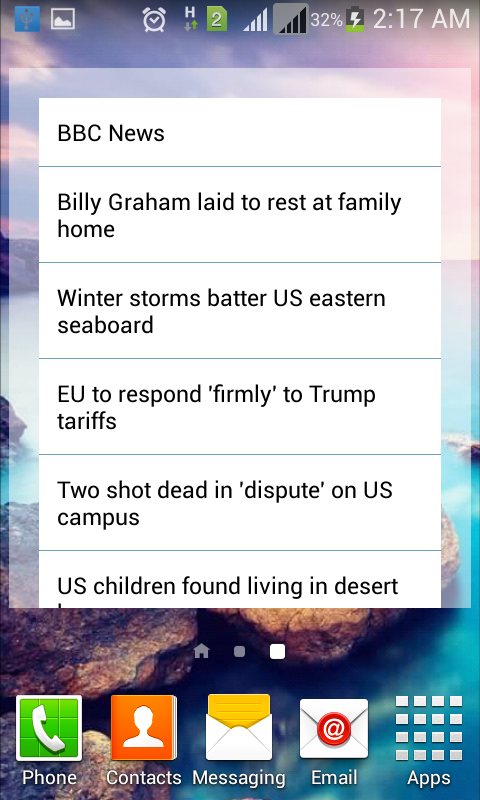 H 2 32% 2:17 AM
BBC News
Billy Graham laid to rest at family
home
Winter storms batter US eastern
seaboard
EU to respond 'firmly' to Trump
tariffs
Two shot dead in 'dispute' on US
campus
US children found living in desert
@
Phone Contacts Messaging Email Apps